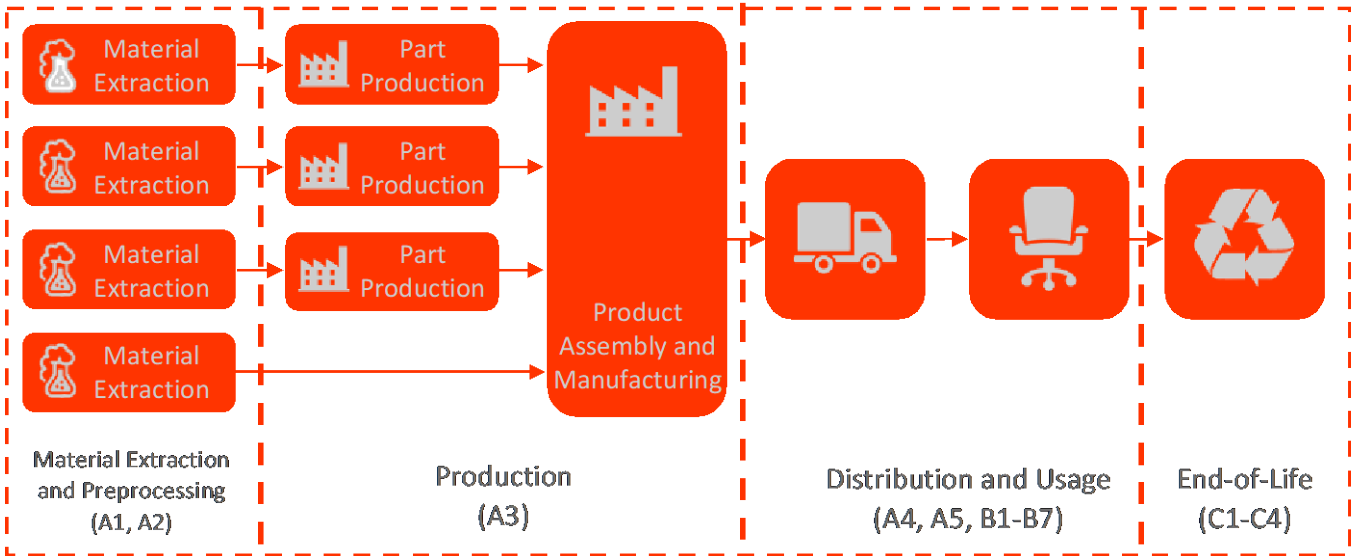 Material
Extraction
Part
Production
Material
Extraction
Part
Production
Material
Extraction
Part
Production
Material
Extraction
Product
Assembly and
Manufacturing
Material Extraction
and Preprocessing
(A1, A2)
Production
(A3)
Distribution and Usage
(A4, A5, B1-B7)
End-of-Life
(C1-C4)